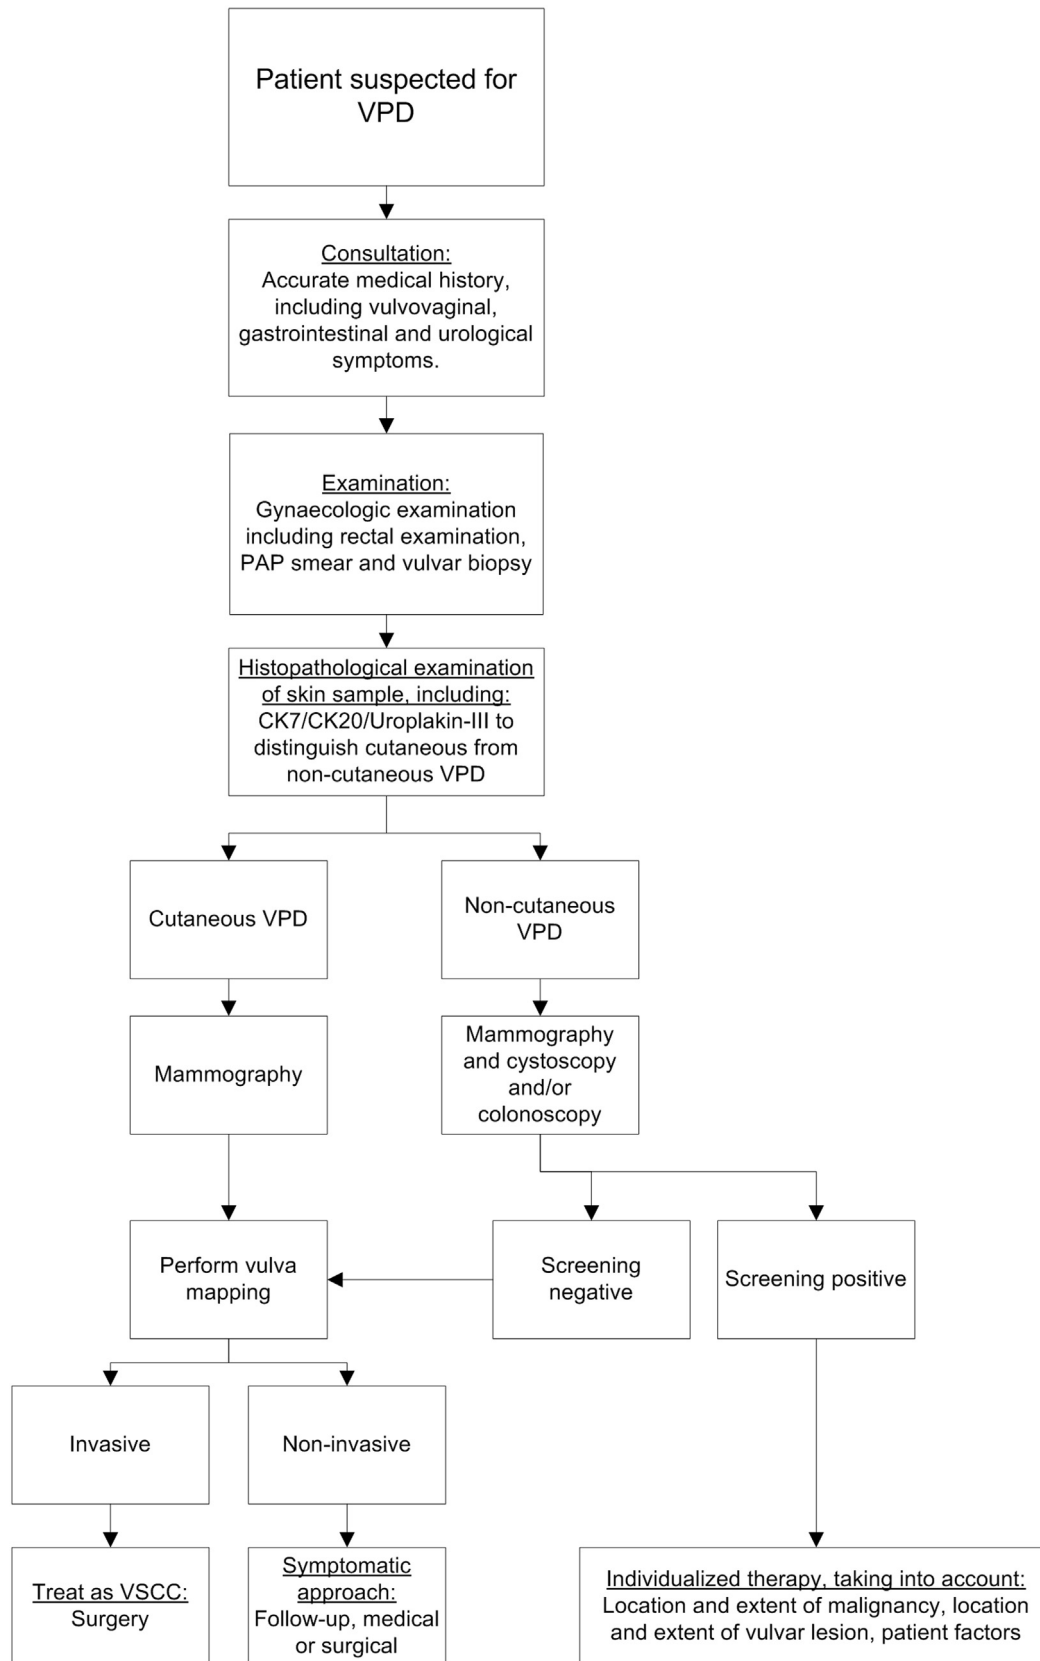 Patient suspected for
VPD
Consultation:
Accurate medical history,
including vulvovaginal,
gastrointestinal and urological
symptoms.
Examination:
Gynaecologic examination
including rectal examination,
PAP smear and vulvar biopsy
Histopathological examination
of skin sample, including:
CK7/CK20/Uroplakin-III to
distinguish cutaneous from
non-cutaneous VPD
Cutaneous VPD
Non-cutaneous
VPD
Mammography
Mammography
and cystoscopy
and/or
colonoscopy
Perform vulva
mapping
Screening
negative
Screening positive
Invasive
Non-invasive
Treat as VSCC:
Surgery
Symptomatic
approach:
Follow-up, medical
or surgical
Individualized therapy, taking into account:
Location and extent of malignancy, location
and extent of vulvar lesion, patient factors